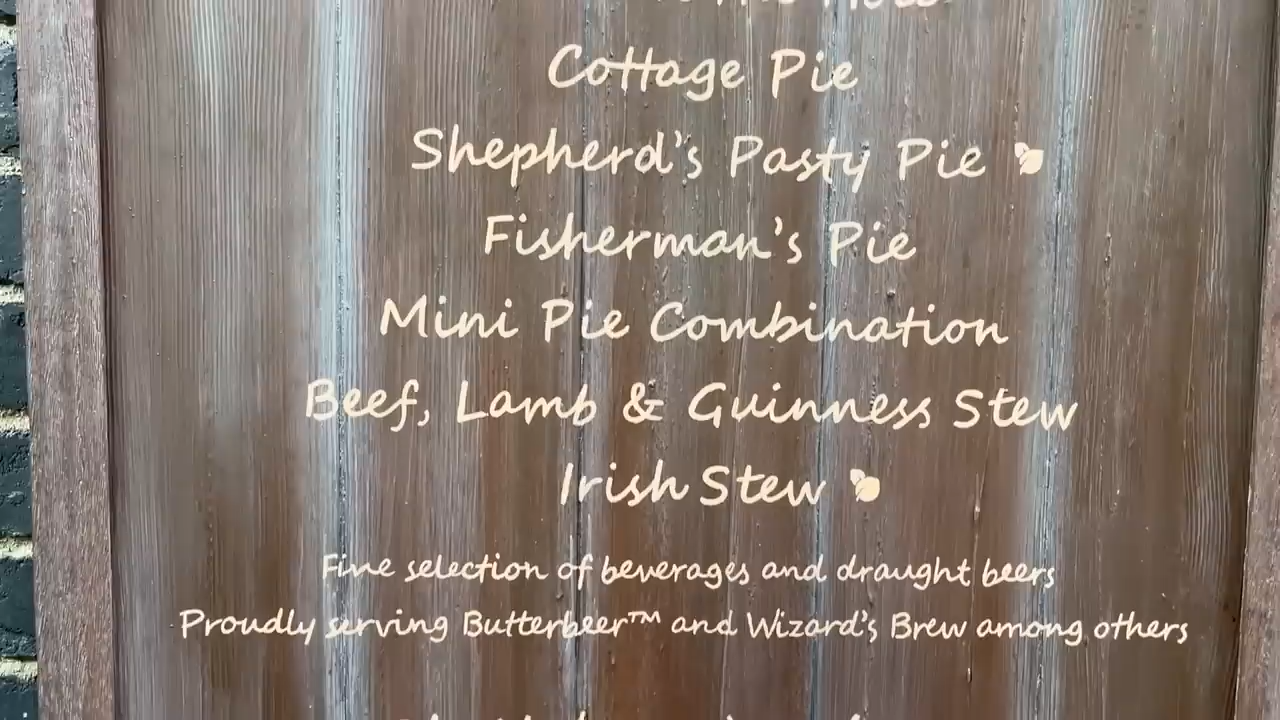 Cottage Pie
Shepherd's Pasty Pie
Fisherman's Pie
Mini Pie Combination
Beef, Lamb & Guinness Stew
Irish Stew
Fine selection of beverages and draught beers
Proudly serving Butterbeer™ and Wizard's Brew among others